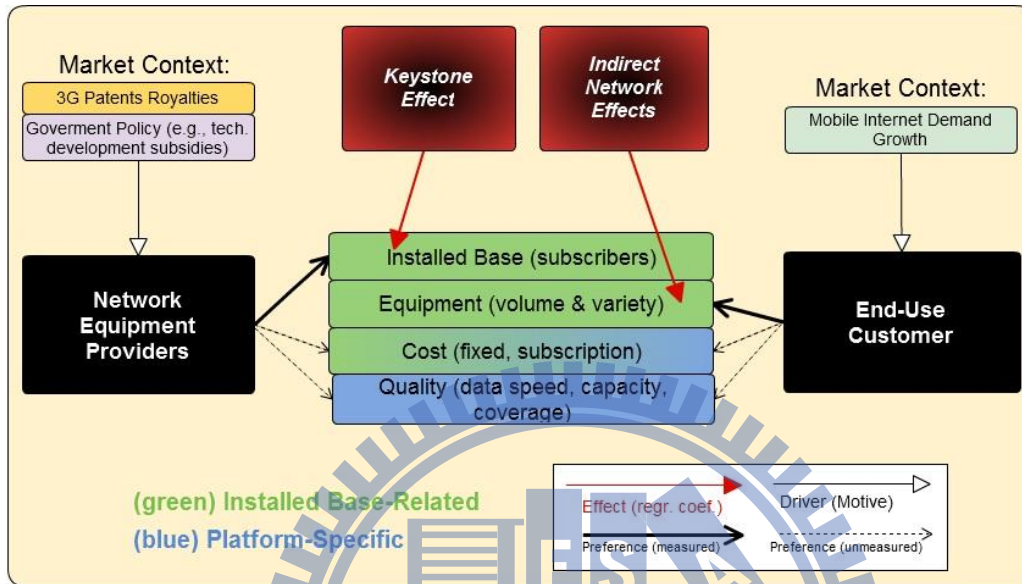 Market Context:
3G Patents Royalties
Goverment Policy (e.g., tech.
development subsidies)
Keystone
Effect
Indirect
Network
Effects
Market Context:
Mobile Internet Demand
Growth
Network
Equipment
Providers
Installed Base (subscribers)
Equipment (volume & variety)
Cost (fixed, subscription)
Quality (data speed, capacity,
coverage)
End-Use
Customer
(green) Installed Base-Related
(blue) Platform-Specific
Effect (regr. coef.)
Driver (Motive)
Preference (measured)
Preference (unmeasured)